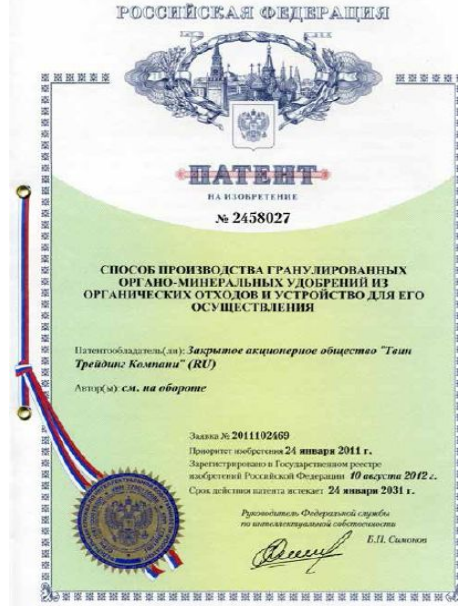 РОССИЙСКАЯ ФЕДЕРАЦИЯ
ПАТЕНТ
НА ИЗОБРЕТЕНИЕ
№ 2458027
СПОСОБ ПРОИЗВОДСТВА ГРАНУЛИРОВАННЫХ
ОРГАНО-МИНЕРАЛЬНЫХ УДОБРЕНИЙ ИЗ
ОРГАНИЧЕСКИХ ОТХОДОВ И УСТРОЙСТВО ДЛЯ ЕГО
ОСУЩЕСТВЛЕНИЯ
Патентообладатель(ли): Закрытое акционерное общество "Твин
Трейдинг Компани" (RU)
Автор(ы): см. на обороте
Заявка № 2011102469
Приоритет изобретения 24 января 2011 г.
Зарегистрировано в Государственном реестре
изобретений Российской Федерации 10 августа 2012 г.
Срок действия патента истекает 24 января 2031 г.
Руководитель Федеральной службы
по интеллектуальной собственности
Б.П. Симонов